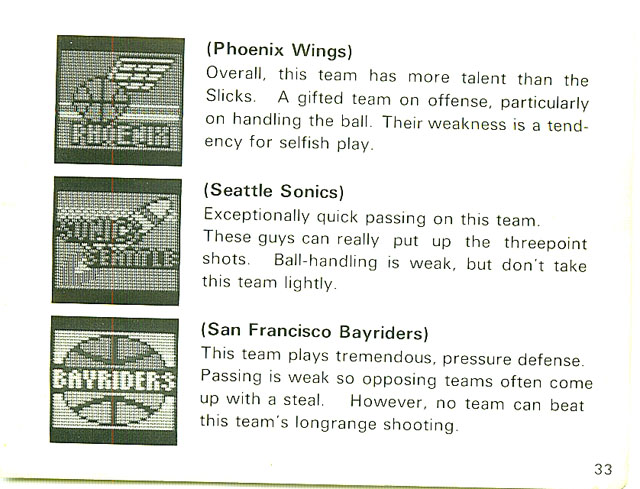 (Phoenix Wings)
Overall, this team has more talent than the
Slicks. A gifted team on offense, particularly
on handling the ball. Their weakness is a tend-
ency for selfish play.
PHOENIX
(Seattle Sonics)
Exceptionally quick passing on this team.
These guys can really put up the threepoint
shots. Ball-handling is weak, but don't take
this team lightly.
SONICS
SEATTLE
(San Francisco Bayriders)
This team plays tremendous, pressure defense.
Passing is weak so opposing teams often come
up with a steal. However, no team can beat
this team's longrange shooting.
BAYRIDERS
33